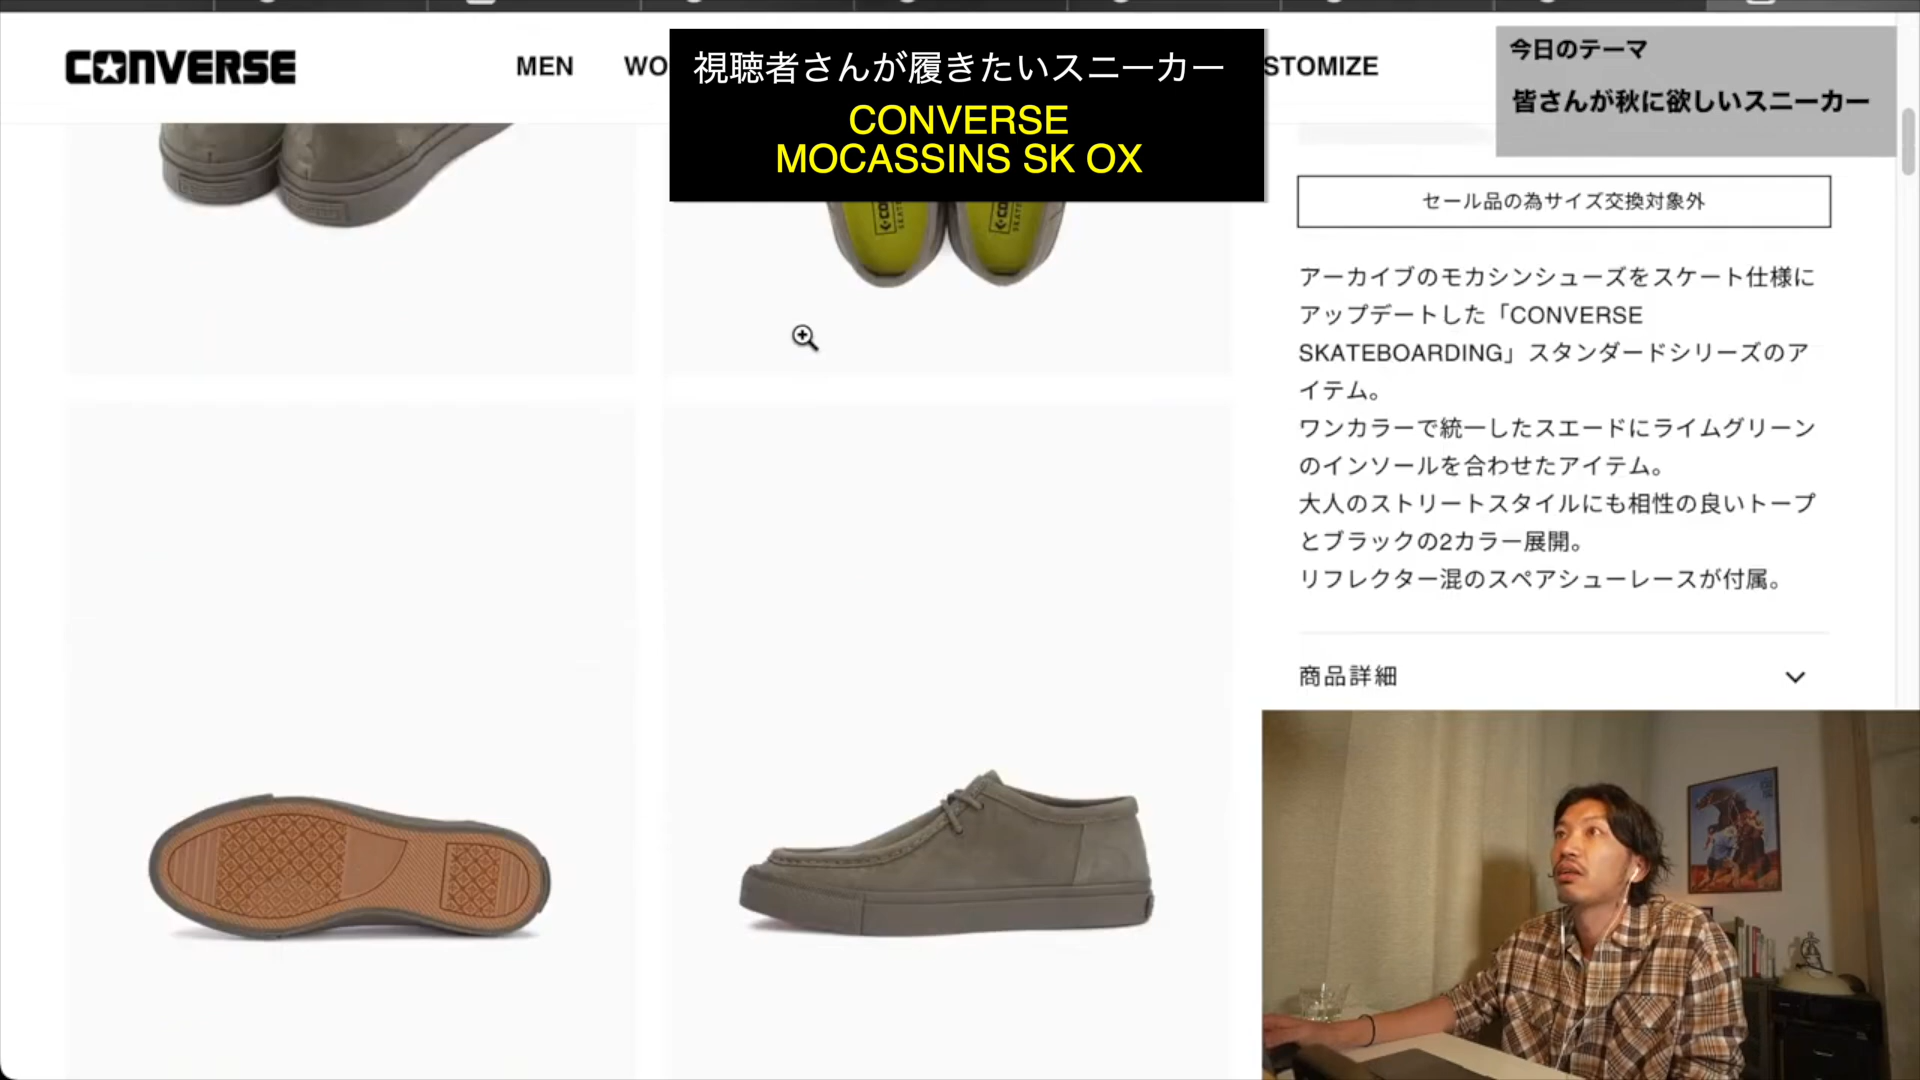 CONVERSE
MEN
WO
STOMIZE
視聴者さんが履きたいスニーカー
CONVERSE
MOCASSINS SK OX
今日のテーマ
皆さんが秋に欲しいスニーカー
セール品の為サイズ交換対象外
アーカイブのモカシンシューズをスケート仕様に
アップデートした「CONVERSE
SKATEBOARDING」スタンダードシリーズのア
イテム。
ワンカラーで統一したスエードにライムグリーン
のインソールを合わせたアイテム。
大人のストリートスタイルにも相性の良いトープ
とブラックの2カラー展開。
リフレクター混のスペアシューレースが付属。
商品詳細